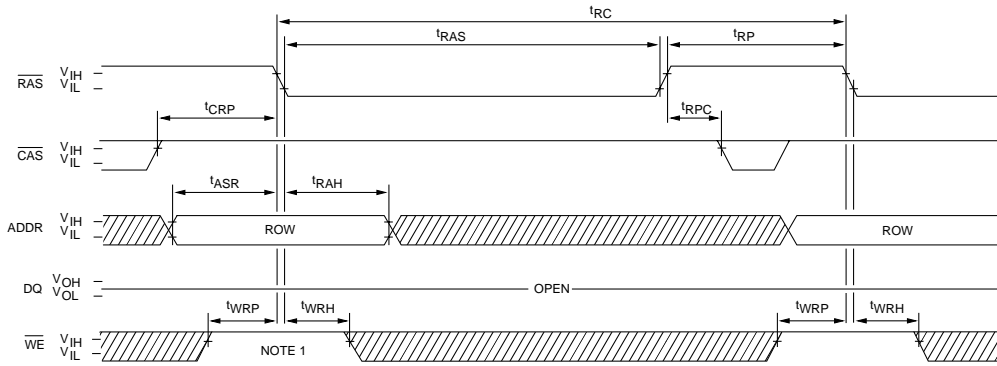 tRC
tRAS tRP
RAS VIH VIL
tCRP tRPC
CAS VIH VIL
tASR tRAH
ADDR VIH VIL ROW ROW
DQ VOH VOL OPEN
tWRP tWRH tWRP tWRH
WE VIH VIL NOTE 1